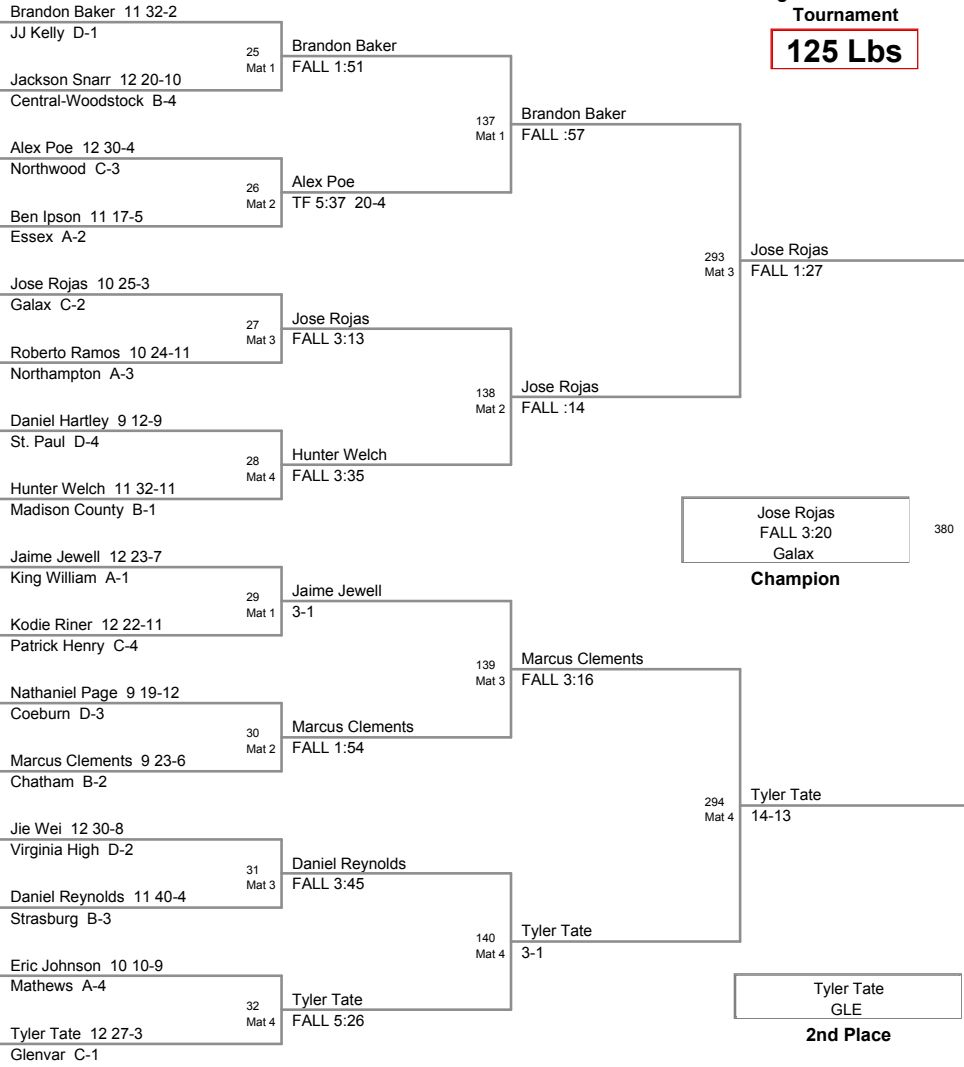 Tournament
125 Lbs
Brandon Baker 11 32-2
JJ Kelly D-1
25
Mat 1
Brandon Baker
FALL 1:51
Jackson Snarr 12 20-10
Central-Woodstock B-4
137
Mat 1
Brandon Baker
FALL :57
Alex Poe 12 30-4
Northwood C-3
26
Mat 2
Alex Poe
TF 5:37 20-4
Ben Ipson 11 17-5
Essex A-2
293
Mat 3
Jose Rojas
FALL 1:27
Jose Rojas 10 25-3
Galax C-2
27
Mat 3
Jose Rojas
FALL 3:13
Roberto Ramos 10 24-11
Northampton A-3
138
Mat 2
Jose Rojas
FALL :14
Daniel Hartley 9 12-9
St. Paul D-4
28
Mat 4
Hunter Welch
FALL 3:35
Hunter Welch 11 32-11
Madison County B-1
Jose Rojas
FALL 3:20
Galax
380
Champion
Jaime Jewell 12 23-7
King William A-1
29
Mat 1
Jaime Jewell
3-1
Kodie Riner 12 22-11
Patrick Henry C-4
139
Mat 3
Marcus Clements
FALL 3:16
Nathaniel Page 9 19-12
Coeburn D-3
30
Mat 2
Marcus Clements
FALL 1:54
Marcus Clements 9 23-6
Chatham B-2
294
Mat 4
Tyler Tate
14-13
Jie Wei 12 30-8
Virginia High D-2
31
Mat 3
Daniel Reynolds
FALL 3:45
Daniel Reynolds 11 40-4
Strasburg B-3
140
Mat 4
Tyler Tate
3-1
Eric Johnson 10 10-9
Mathews A-4
32
Mat 4
Tyler Tate
FALL 5:26
Tyler Tate 12 27-3
Glenvar C-1
Tyler Tate
GLE
2nd Place